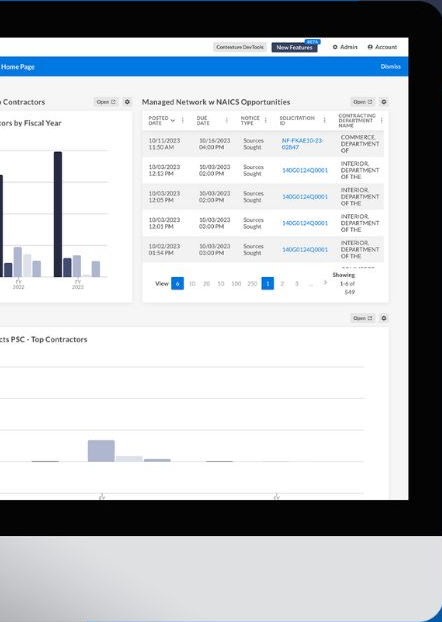 Contexture DevTools New Features BETA Admin Account
Home Page Dismiss
Contractors Open
ors by Fiscal Year
FY 2022
FY 2023
Managed Network w NAICS Opportunities Open
POSTED DATE DUE DATE NOTICE TYPE SOLICITATION ID CONTRACTING DEPARTMENT NAME
10/11/2023 11:50 AM 10/16/2023 04:00 PM Sources Sought NF-FKAE10-23-02847 COMMERCE, DEPARTMENT OF
10/03/2023 12:13 PM 10/03/2023 02:00 PM Sources Sought 140G0124Q0001 INTERIOR, DEPARTMENT OF THE
10/03/2023 12:05 PM 10/03/2023 02:00 PM Sources Sought 140G0124Q0001 INTERIOR, DEPARTMENT OF THE
10/03/2023 12:01 PM 10/03/2023 03:00 PM Sources Sought 140G0124Q0001 INTERIOR, DEPARTMENT OF THE
10/02/2023 01:54 PM 10/03/2023 03:00 PM Sources Sought 140G0124Q0001 INTERIOR, DEPARTMENT OF THE
View 6 10 20 50 100 250 1 2 3 ... Showing 1-6 of 549
Open
cts PSC - Top Contractors
FY
FY